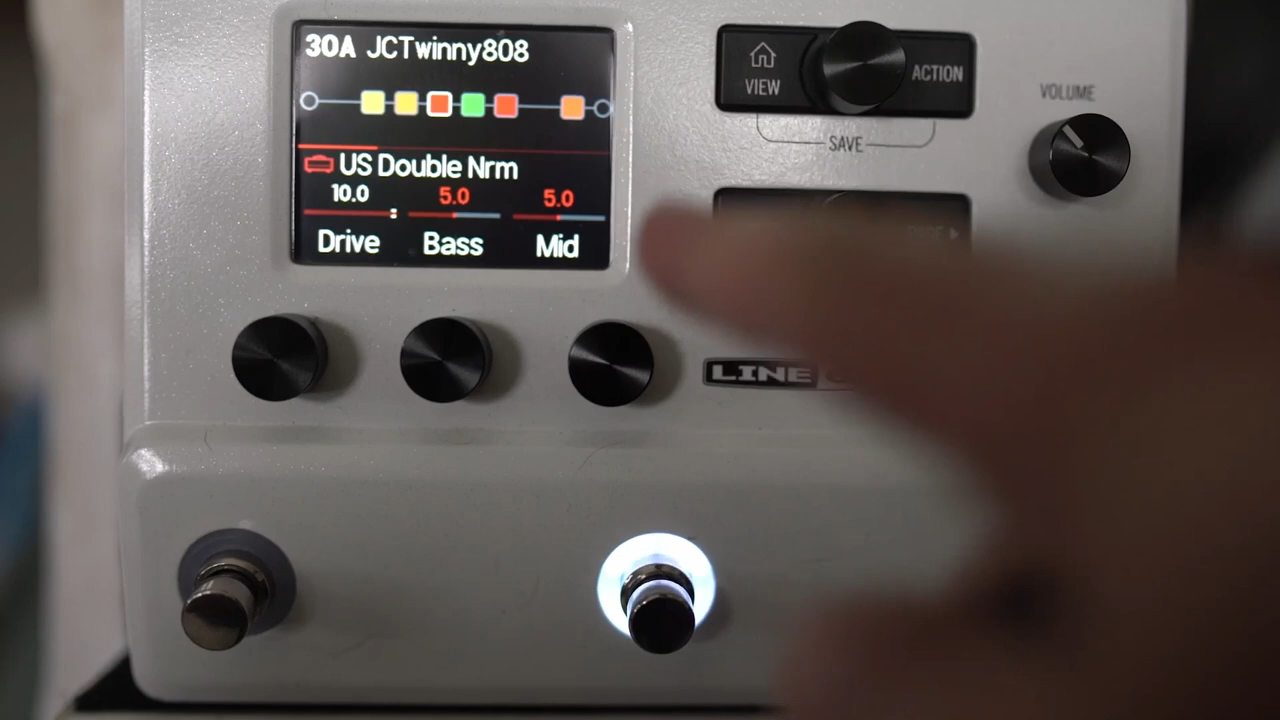 30A JCTwinny808
US Double Nrm
10.0 5.0 5.0
Drive Bass Mid
VIEW
ACTION
SAVE
VOLUME
LINE